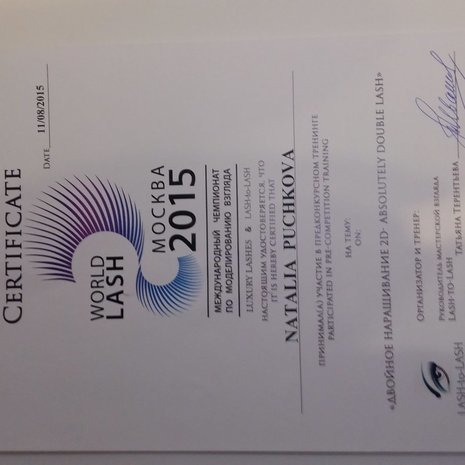 CERTIFICATE
DATE 11/08/2015
WORLD
LASH
МОСКВА
2015
МЕЖДУНАРОДНЫЙ ЧЕМПИОНАТ
ПО МОДЕЛИРОВАНИЮ ВЗГЛЯДА
LUXURY LASHES & LASH-to-LASH
НАСТОЯЩИМ УДОСТОВЕРЯЕТСЯ, ЧТО
IT IS HEREBY CERTIFIED THAT
NATALIA PUCHKOVA
ПРИНИМАЛ(А) УЧАСТИЕ В ПРЕДКОНКУРСНОМ ТРЕНИНГЕ
PARTICIPATED IN PRE-COMPETITION TRAINING
НА ТЕМУ:
ON:
«ДВОЙНОЕ НАРАЩИВАНИЕ 2D: ABSOLUTELY DOUBLE LASH»
ОРГАНИЗАТОР И ТРЕНЕР:
РУКОВОДИТЕЛЬ МАСТЕРСКОЙ ВЗГЛЯДА
LASH-TO-LASH
ТАТЬЯНА ТЕРЕНТЬЕВА
LASH-to-LASH